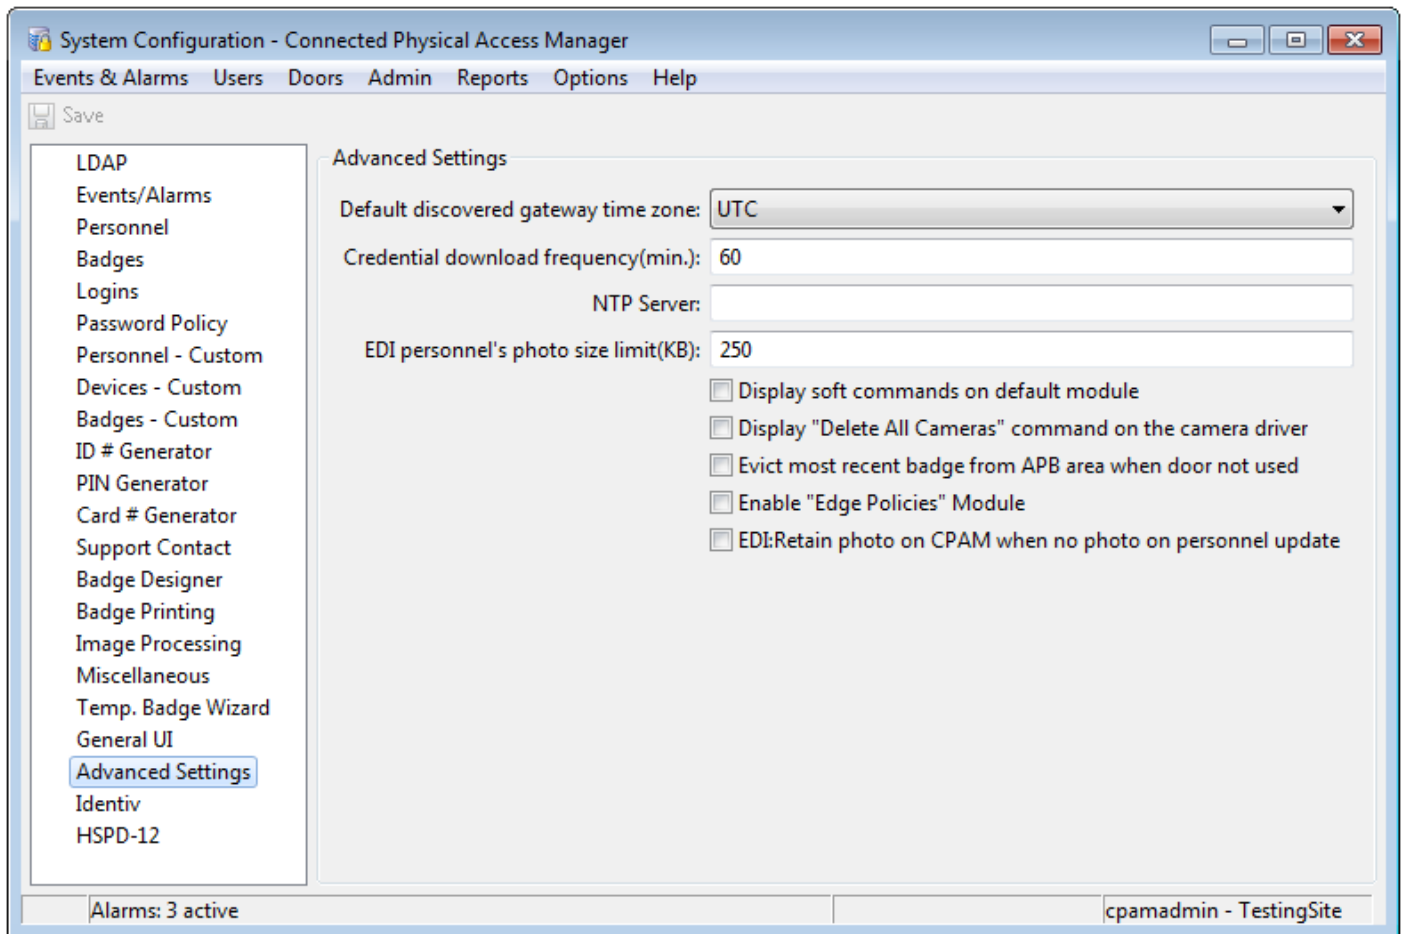 System Configuration - Connected Physical Access Manager
Events & Alarms Users Doors Admin Reports Options Help
Save
LDAP
Events/Alarms
Personnel
Badges
Logins
Password Policy
Personnel - Custom
Devices - Custom
Badges - Custom
ID # Generator
PIN Generator
Card # Generator
Support Contact
Badge Designer
Badge Printing
Image Processing
Miscellaneous
Temp. Badge Wizard
General UI
Advanced Settings
Identiv
HSPD-12
Advanced Settings
Default discovered gateway time zone: UTC
Credential download frequency(min.): 60
NTP Server:
EDI personnel's photo size limit(KB): 250
Display soft commands on default module
Display "Delete All Cameras" command on the camera driver
Evict most recent badge from APB area when door not used
Enable "Edge Policies" Module
EDI:Retain photo on CPAM when no photo on personnel update
Alarms: 3 active
cpamadmin - TestingSite